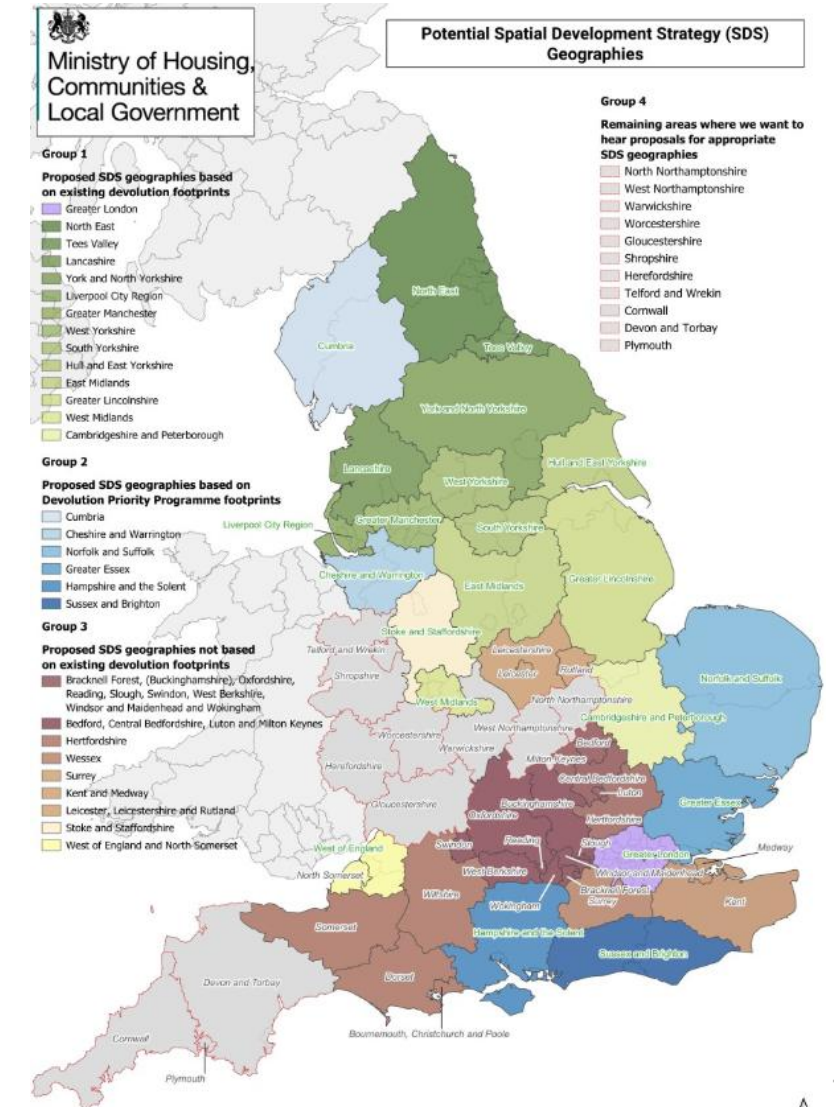 Ministry of Housing,
Communities &
Local Government
Potential Spatial Development Strategy (SDS)
Geographies
Group 1
Proposed SDS geographies based
on existing devolution footprints
Greater London
North East
Tees Valley
Lancashire
York and North Yorkshire
Liverpool City Region
Greater Manchester
West Yorkshire
South Yorkshire
Hull and East Yorkshire
East Midlands
Greater Lincolnshire
West Midlands
Cambridgeshire and Peterborough
Group 2
Proposed SDS geographies based on
Devolution Priority Programme footprints
Cumbria
Cheshire and Warrington
Norfolk and Suffolk
Greater Essex
Hampshire and the Solent
Sussex and Brighton
Group 3
Proposed SDS geographies not based
on existing devolution footprints
Bracknell Forest, (Buckinghamshire), Oxfordshire,
Reading, Slough, Swindon, West Berkshire,
Windsor and Maidenhead and Wokingham
Bedford, Central Bedfordshire, Luton and Milton Keynes
Hertfordshire
Wessex
Surrey
Kent and Medway
Leicester, Leicestershire and Rutland
Stoke and Staffordshire
West of England and North Somerset
Group 4
Remaining areas where we want to
hear proposals for appropriate
SDS geographies
North Northamptonshire
West Northamptonshire
Warwickshire
Worcestershire
Gloucestershire
Shropshire
Herefordshire
Telford and Wrekin
Cornwall
Devon and Torbay
Plymouth
North East
Cumbria
Tees Valley
York and North Yorkshire
Lancashire
West Yorkshire
Hull and East Yorkshire
Liverpool City Region
Greater Manchester
South Yorkshire
Cheshire and Warrington
East Midlands
Greater Lincolnshire
Stoke and Staffordshire
Telford and Wrekin
Shropshire
Leicestershire
Leicester
Rutland
Norfolk and Suffolk
West Midlands
North Northamptonshire
Cambridgeshire and Peterborough
West Northamptonshire
Worcestershire
Warwickshire
Bedford
Milton Keynes
Herefordshire
Central Bedfordshire
Luton
Gloucestershire
Buckinghamshire
Oxfordshire
Greater Essex
Hertfordshire
West of England
Swindon
Reading
Slough
Greater London
Medway
North Somerset
West Berkshire
Windsor and Maidenhead
Wiltshire
Bracknell Forest
Wokingham
Surrey
Kent
Somerset
Hampshire and the Solent
Sussex and Brighton
Dorset
Devon and Torbay
Bournemouth, Christchurch and Poole
Cornwall
Plymouth